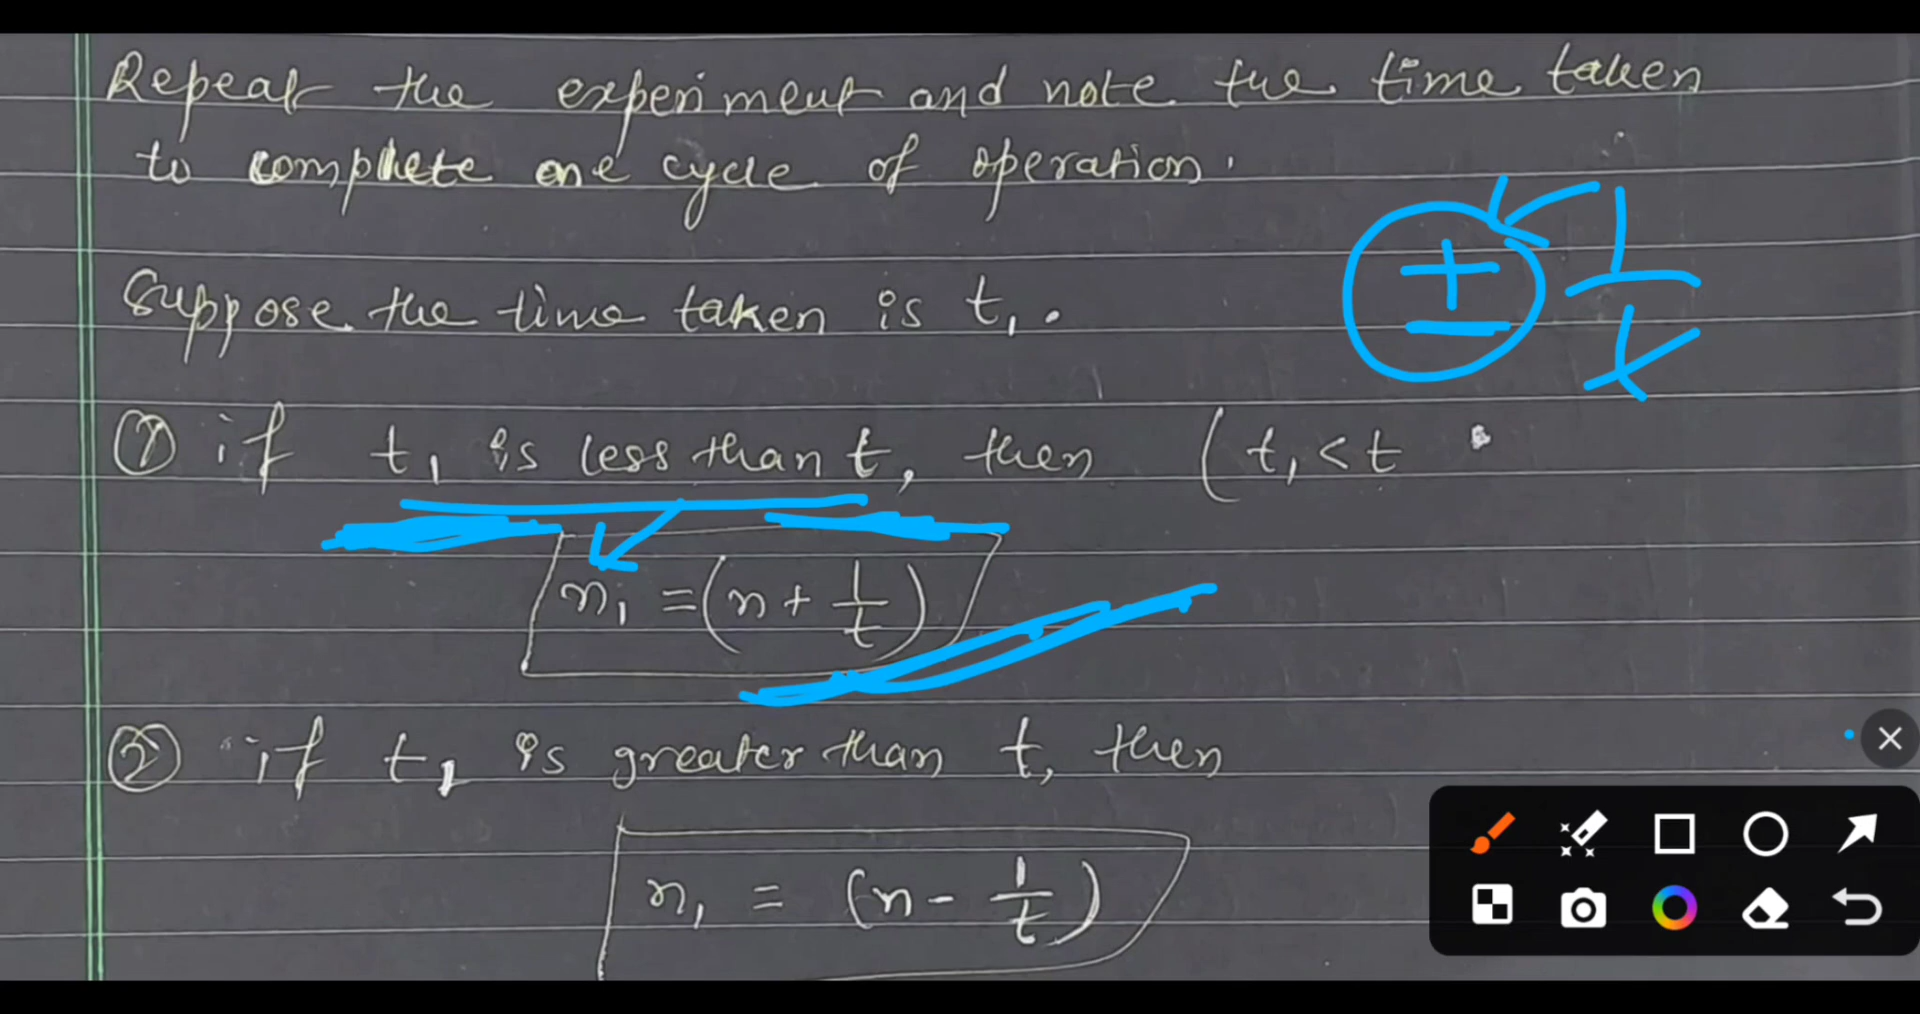 Repeat the experiment and note the time taken
to complete one cycle of operation.
± 1/t
Suppose the time taken is t₁.
① if t₁ is less than t, then (t₁ < t
n₁ = (n + 1/t)
② if t₁ is greater than t, then
n₁ = (n - 1/t)